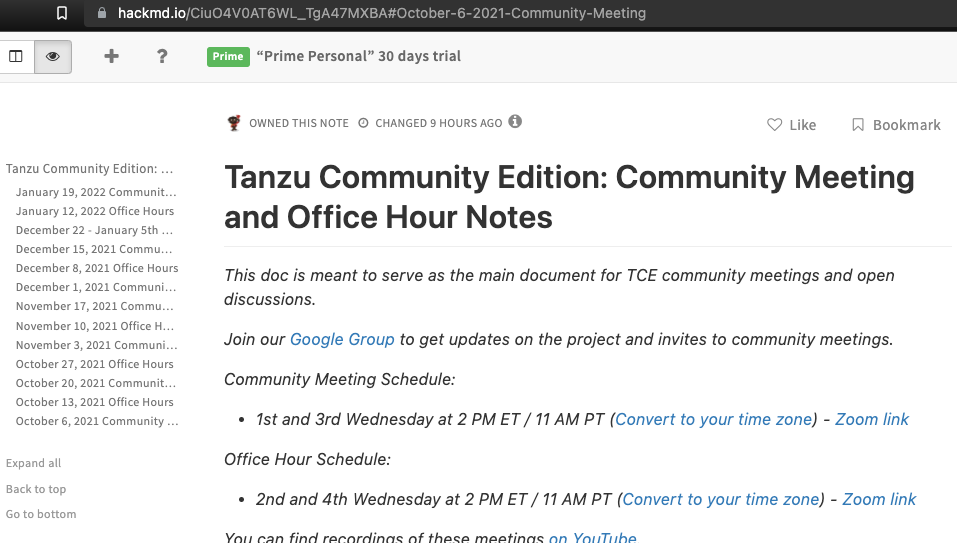 hackmd.io/CiuO4V0AT6WL_TgA47MXBA#October-6-2021-Community-Meeting
Prime "Prime Personal" 30 days trial
OWNED THIS NOTE CHANGED 9 HOURS AGO
Like Bookmark
Tanzu Community Edition: …
January 19, 2022 Communit…
January 12, 2022 Office Hours
December 22 - January 5th …
December 15, 2021 Commu…
December 8, 2021 Office Hours
December 1, 2021 Communi…
November 17, 2021 Commu…
November 10, 2021 Office H…
November 3, 2021 Communi…
October 27, 2021 Office Hours
October 20, 2021 Communit…
October 13, 2021 Office Hours
October 6, 2021 Community …
Expand all
Back to top
Go to bottom
Tanzu Community Edition: Community Meeting
and Office Hour Notes
This doc is meant to serve as the main document for TCE community meetings and open
discussions.
Join our Google Group to get updates on the project and invites to community meetings.
Community Meeting Schedule:
• 1st and 3rd Wednesday at 2 PM ET / 11 AM PT (Convert to your time zone) - Zoom link
Office Hour Schedule:
• 2nd and 4th Wednesday at 2 PM ET / 11 AM PT (Convert to your time zone) - Zoom link
You can find recordings of these meetings on YouTube